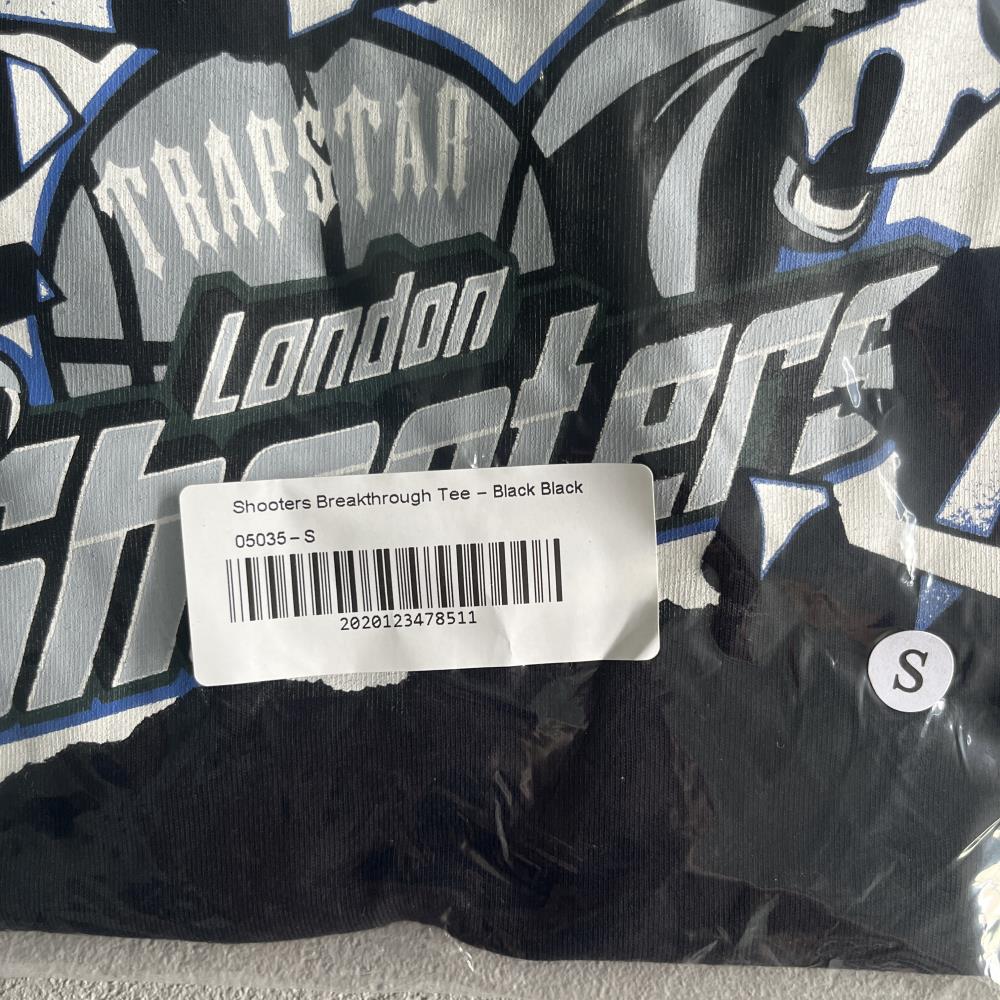 TRAPSTAR
London
Shooters
Shooters Breakthrough Tee – Black Black
05035 – S
2020123478511
S